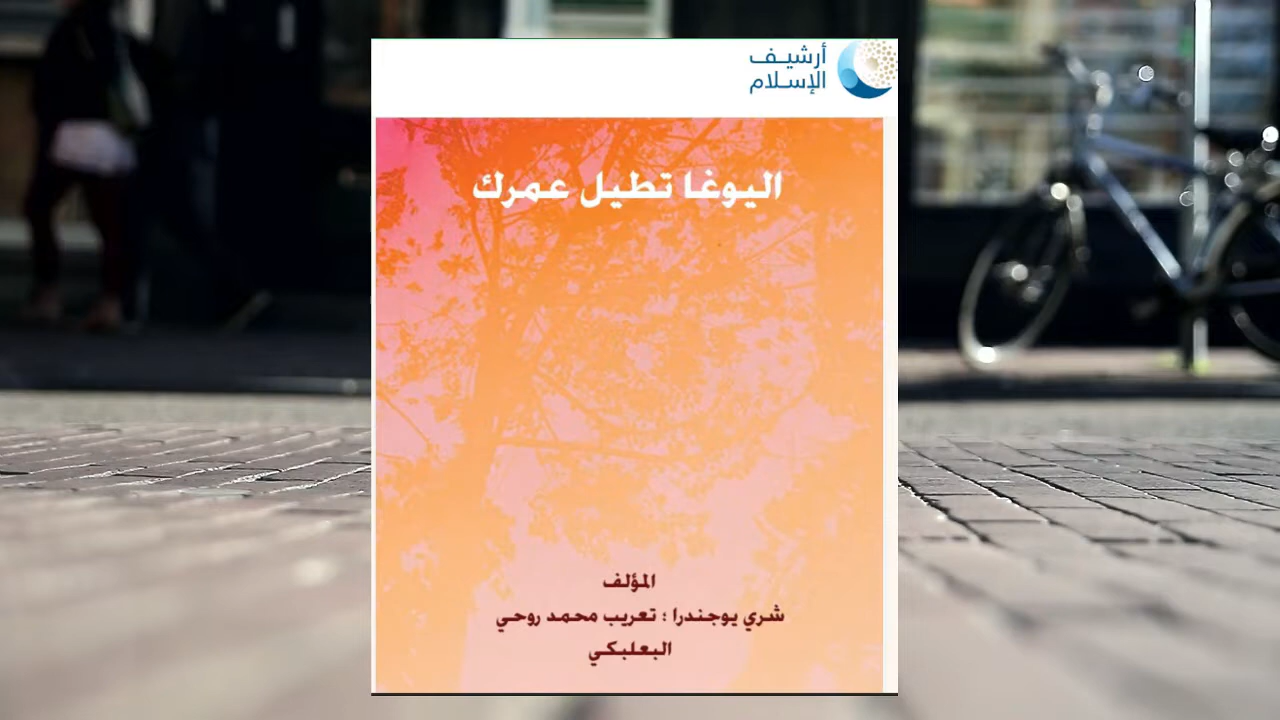 أرشيف
الإسلام
اليوغا تطيل عمرك
المؤلف
شري يوجندرا ؛ تعريب محمد روحي
البعلبكي